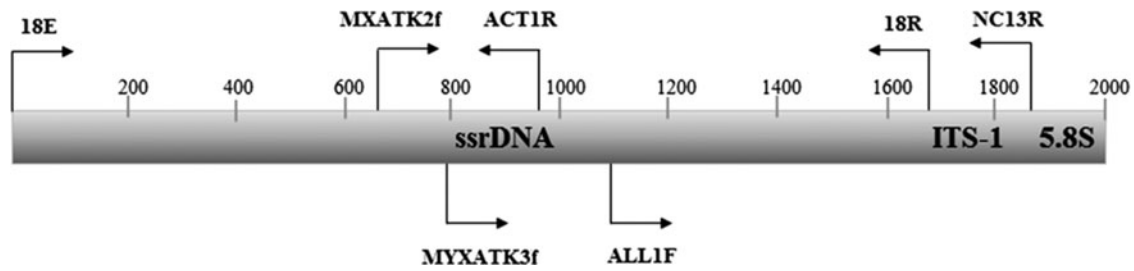 18E
MXATK2f
ACT1R
18R
NC13R
200
400
600
800
1000
1200
1400
1600
1800
2000
ssrDNA
ITS-1
5.8S
MYXATK3f
ALL1F